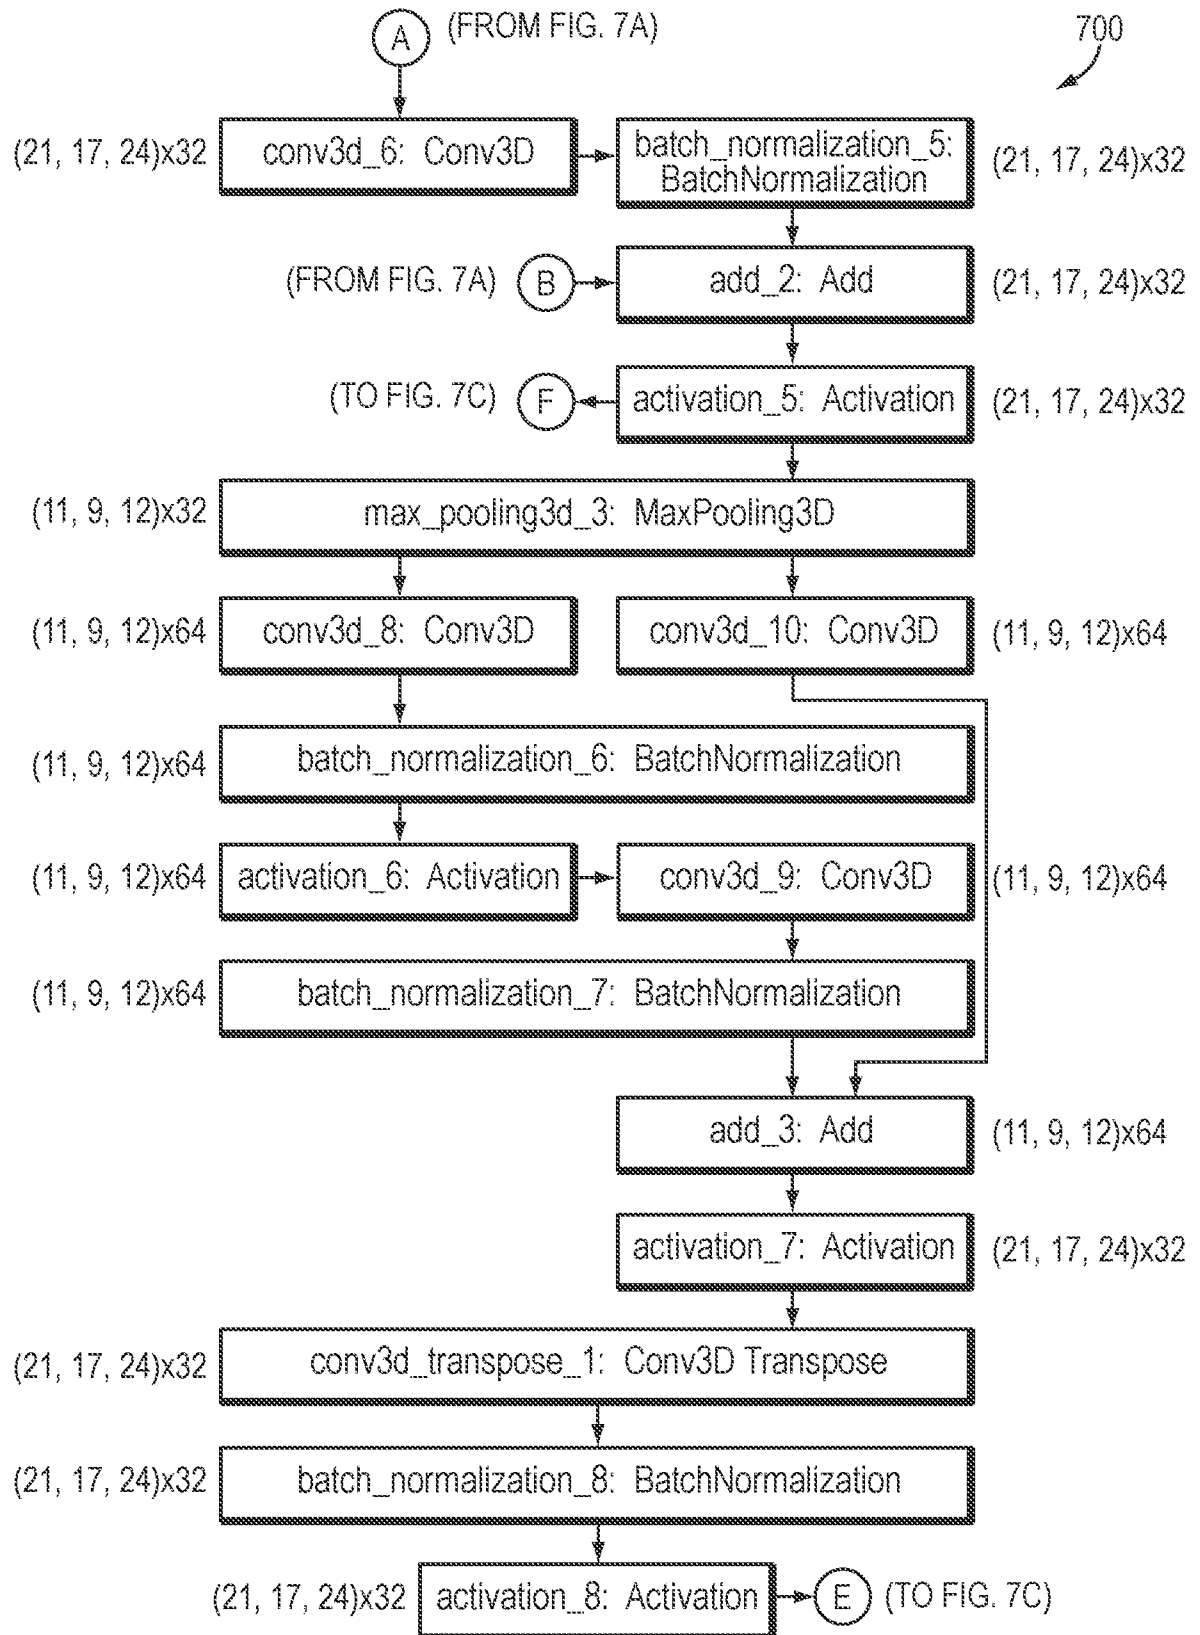 A (FROM FIG. 7A)
700
(21, 17, 24)x32 conv3d_6: Conv3D
batch_normalization_5:
BatchNormalization
(21, 17, 24)x32
(FROM FIG. 7A) B add_2: Add (21, 17, 24)x32
(TO FIG. 7C) F activation_5: Activation (21, 17, 24)x32
(11, 9, 12)x32 max_pooling3d_3: MaxPooling3D
(11, 9, 12)x64 conv3d_8: Conv3D conv3d_10: Conv3D (11, 9, 12)x64
(11, 9, 12)x64 batch_normalization_6: BatchNormalization
(11, 9, 12)x64 activation_6: Activation conv3d_9: Conv3D (11, 9, 12)x64
(11, 9, 12)x64 batch_normalization_7: BatchNormalization
add_3: Add (11, 9, 12)x64
activation_7: Activation (21, 17, 24)x32
(21, 17, 24)x32 conv3d_transpose_1: Conv3D Transpose
(21, 17, 24)x32 batch_normalization_8: BatchNormalization
(21, 17, 24)x32 activation_8: Activation E (TO FIG. 7C)